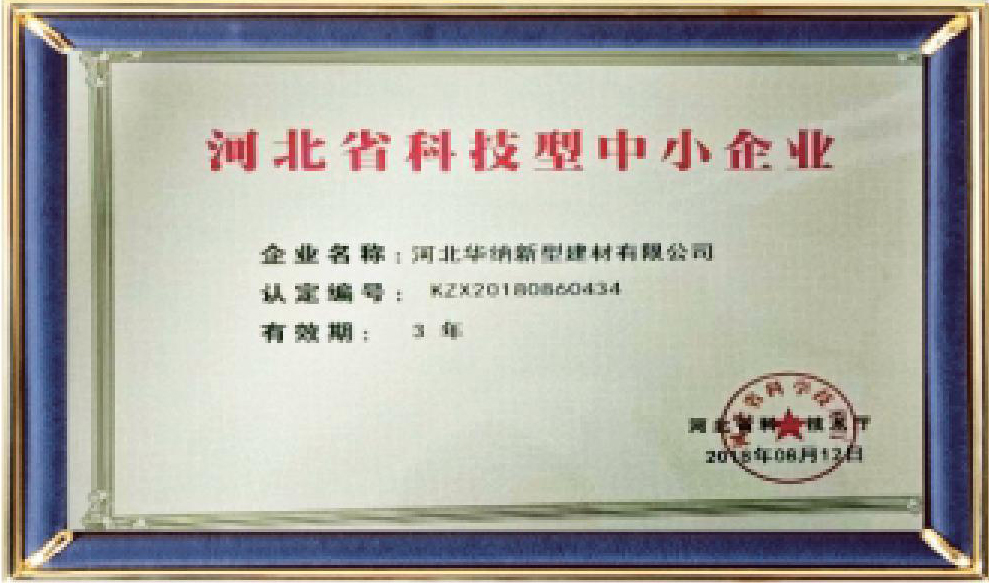 河北省科技型中小企业
企业名称:河北华纳新型建材有限公司
认定编号: KZX20180860434
有效期: 3 年
河北省科学技术厅
2018年08月13日